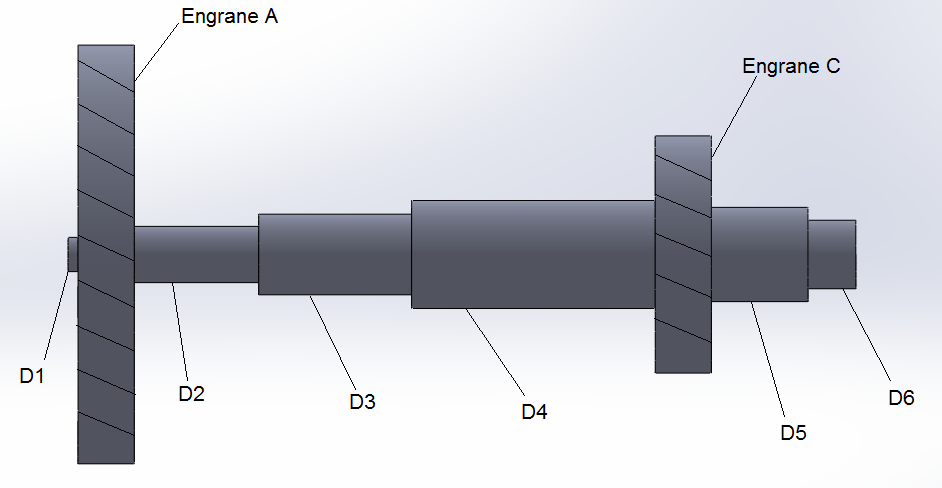 Engrane A
Engrane C
D1
D2
D3
D4
D5
D6